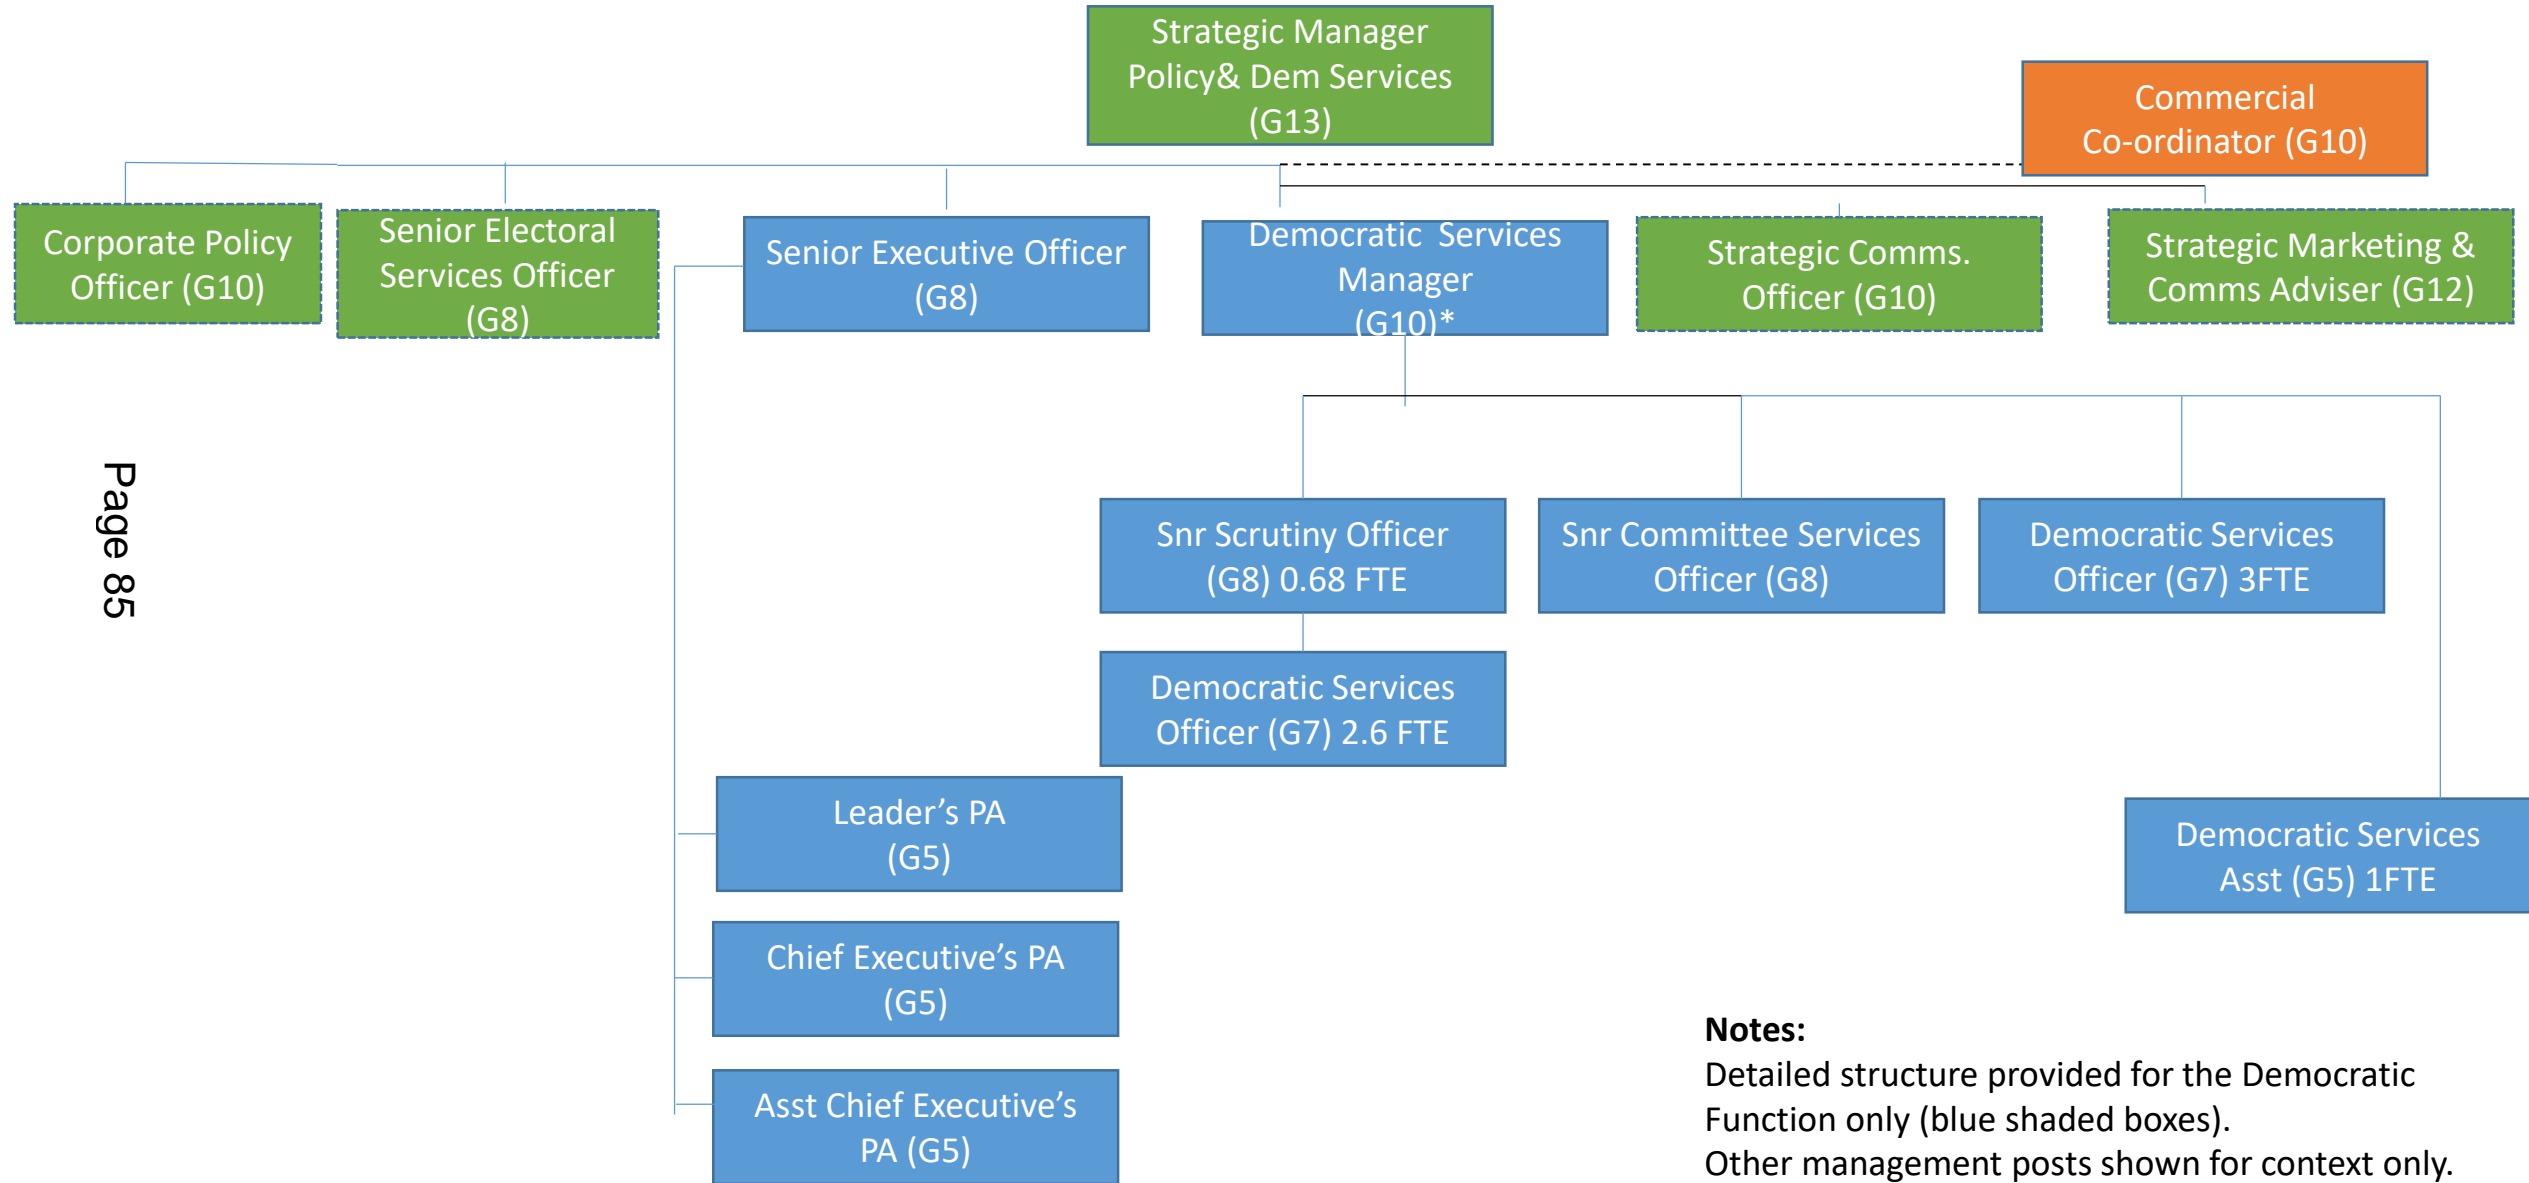 Strategic Manager
Policy& Dem Services
(G13)
Commercial
Co-ordinator (G10)
Corporate Policy
Officer (G10)
Senior Electoral
Services Officer
(G8)
Senior Executive Officer
(G8)
Democratic Services
Manager
(G10)*
Strategic Comms.
Officer (G10)
Strategic Marketing &
Comms Adviser (G12)
Snr Scrutiny Officer
(G8) 0.68 FTE
Snr Committee Services
Officer (G8)
Democratic Services
Officer (G7) 3FTE
Democratic Services
Officer (G7) 2.6 FTE
Leader’s PA
(G5)
Democratic Services
Asst (G5) 1FTE
Chief Executive’s PA
(G5)
Asst Chief Executive’s
PA (G5)
Page 85
Notes:
Detailed structure provided for the Democratic
Function only (blue shaded boxes).
Other management posts shown for context only.